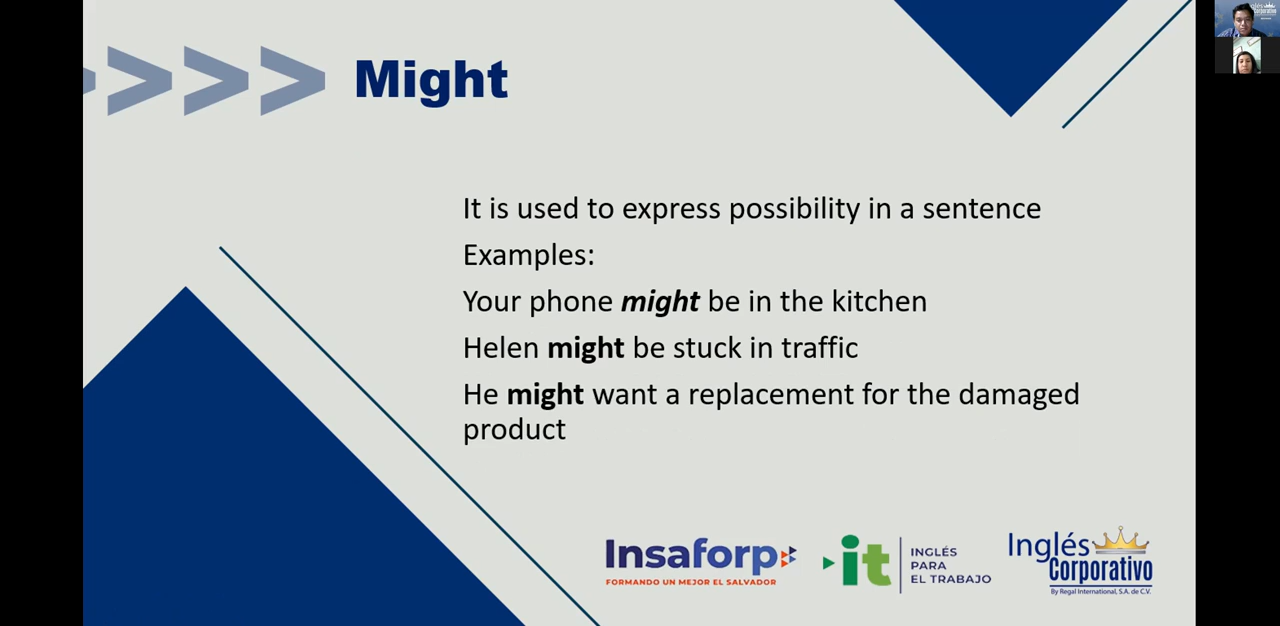 Might
It is used to express possibility in a sentence
Examples:
Your phone might be in the kitchen
Helen might be stuck in traffic
He might want a replacement for the damaged
product
Insaforp
FORMANDO UN MEJOR EL SALVADOR
it
INGLÉS
PARA
EL TRABAJO
Inglés
Corporativo
By Regal International, S.A. de C.V.